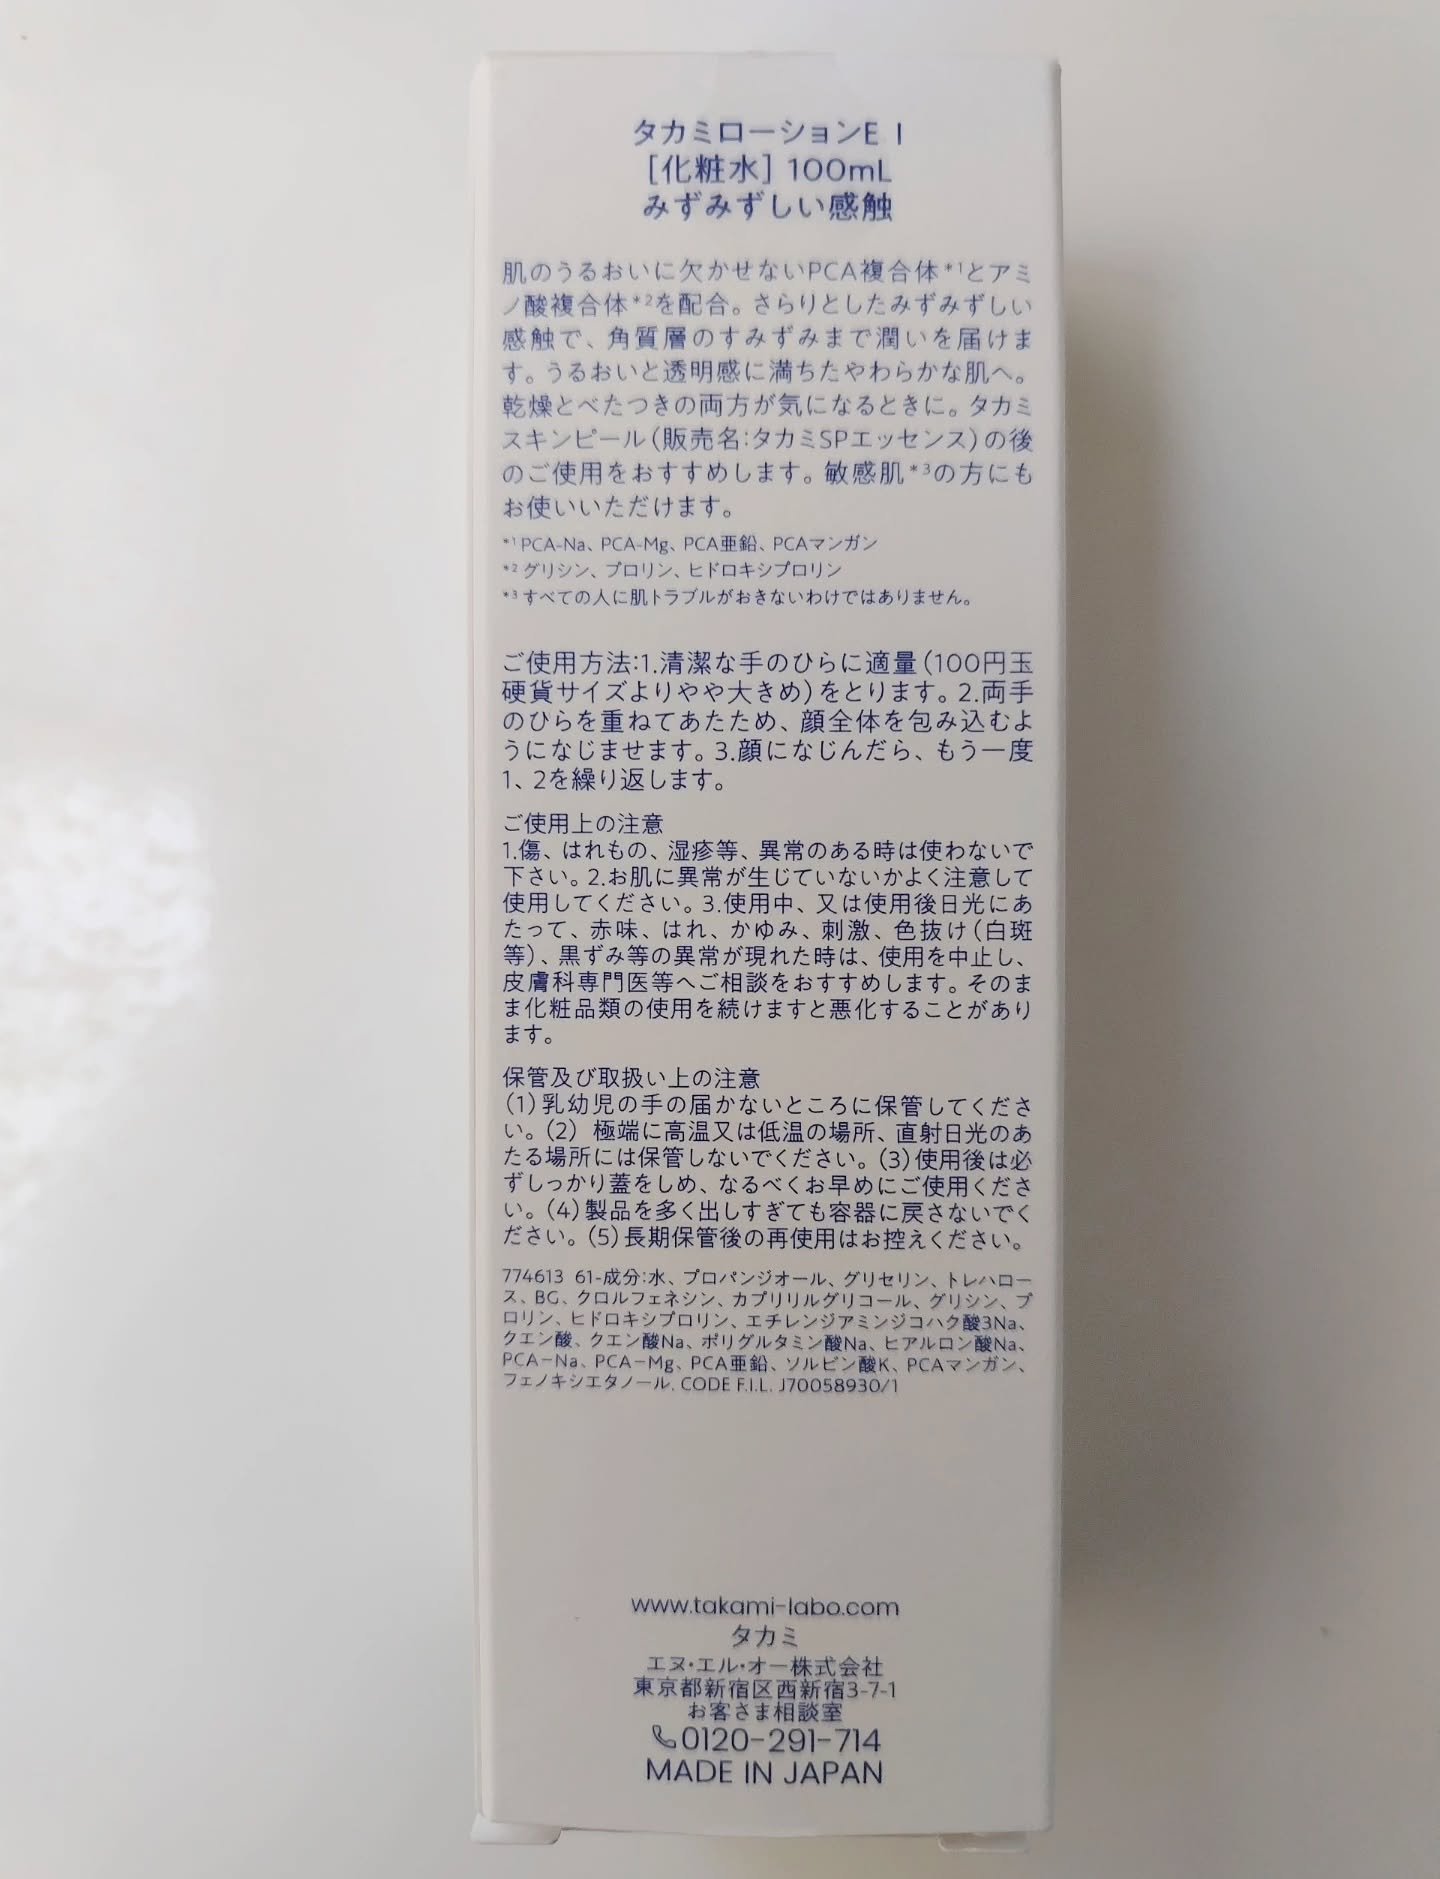 タカミローションE I
[化粧水] 100mL
みずみずしい感触
肌のうるおいに欠かせないPCA複合体*1とアミ
ノ酸複合体*2を配合。さらりとしたみずみずしい
感触で、角質層のすみずみまで潤いを届けま
す。うるおいと透明感に満ちたやわらかな肌へ。
乾燥とべたつきの両方が気になるときに。タカミ
スキンピール(販売名:タカミSPエッセンス)の後
のご使用をおすすめします。敏感肌*3の方にも
お使いいただけます。
*1 PCA-Na、PCA-Mg、PCA亜鉛、PCAマンガン
*2 グリシン、プロリン、ヒドロキシプロリン
*3 すべての人に肌トラブルがおきないわけではありません。
ご使用方法:1.清潔な手のひらに適量(100円玉
硬貨サイズよりやや大きめ)をとります。2.両手
のひらを重ねてあたため、顔全体を包み込むよ
うになじませます。3.顔になじんだら、もう一度
1、2を繰り返します。
ご使用上の注意
1.傷、はれもの、湿疹等、異常のある時は使わないで
下さい。2.お肌に異常が生じていないかよく注意して
使用してください。3.使用中、又は使用後日光にあ
たって、赤味、はれ、かゆみ、刺激、色抜け(白斑
等)、黒ずみ等の異常が現れた時は、使用を中止し、
皮膚科専門医等へご相談をおすすめします。そのま
ま化粧品類の使用を続けますと悪化することがあり
ます。
保管及び取扱い上の注意
(1)乳幼児の手の届かないところに保管してくださ
い。(2) 極端に高温又は低温の場所、直射日光のあ
たる場所には保管しないでください。(3)使用後は必
ずしっかり蓋をしめ、なるべくお早めにご使用くださ
い。(4)製品を多く出しすぎても容器に戻さないでく
ださい。(5)長期保管後の再使用はお控えください。
774613 61-成分:水、プロパンジオール、グリセリン、トレハロー
ス、BG、クロルフェネシン、カプリリルグリコール、グリシン、プ
ロリン、ヒドロキシプロリン、エチレンジアミンジコハク酸3Na、
クエン酸、クエン酸Na、ポリグルタミン酸Na、ヒアルロン酸Na、
PCA-Na、PCA-Mg、PCA亜鉛、ソルビン酸K、PCAマンガン、
フェノキシエタノール. CODE F.I.L. J70058930/1
www.takami-labo.com
タカミ
エヌ・エル・オー株式会社
東京都新宿区西新宿3-7-1
お客さま相談室
0120-291-714
MADE IN JAPAN